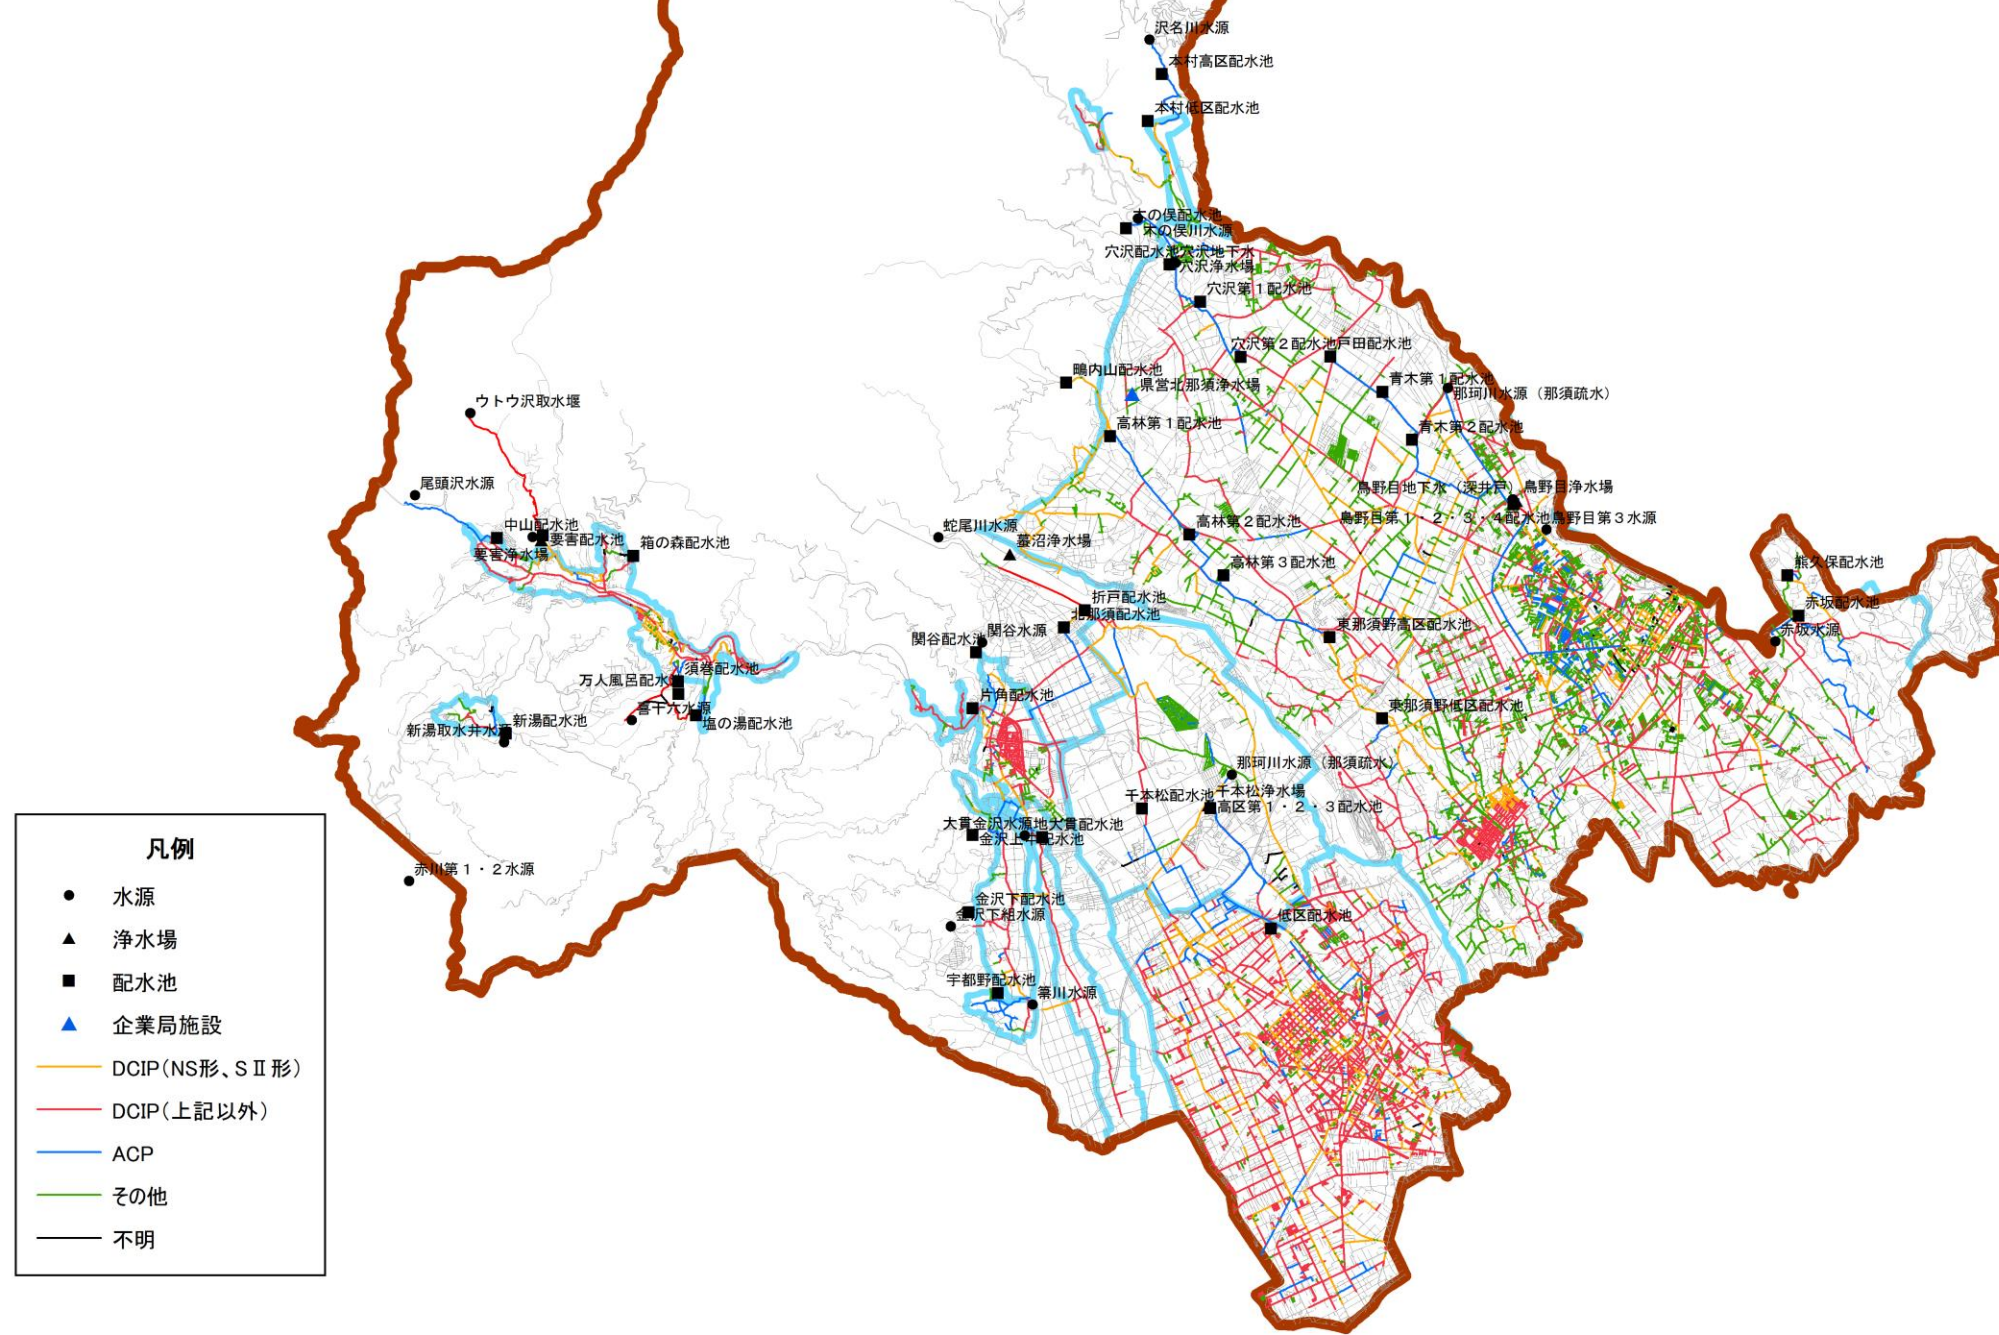 沢名川水源
本村高区配水池
本村低区配水池
木の俣配水池
木の俣川水源
穴沢配水池
穴沢地下水
穴沢浄水場
穴沢第1配水池
穴沢第2配水池
戸田配水池
鴫内山配水池
県営北那須浄水場
青木第1配水池
那珂川水源（那須疏水）
高林第1配水池
青木第2配水池
ウトウ沢取水堰
尾頭沢水源
鳥野目地下水（深井戸）
鳥野目浄水場
中山配水池
要害配水池
要害浄水場
箱の森配水池
蛇尾川水源
蟇沼浄水場
高林第2配水池
鳥野目第1・2・3・4配水池
鳥野目第3水源
高林第3配水池
熊久保配水池
折戸配水池
北那須配水池
赤坂配水池
関谷配水池
関谷水源
東那須野高区配水池
赤坂水源
須巻配水池
万人風呂配水
片角配水池
喜十六水源
塩の湯配水池
新湯配水池
新湯取水井水源
東那須野低区配水池
那珂川水源（那須疏水）
千本松配水池
千本松浄水場
高区第1・2・3配水池
大貫金沢水源地
大貫配水池
金沢上中配水池
赤川第1・2水源
金沢下配水池
金沢下組水源
低区配水池
宇都野配水池
箒川水源
凡例
水源
浄水場
配水池
企業局施設
DCIP（NS形、SⅡ形）
DCIP（上記以外）
ACP
その他
不明